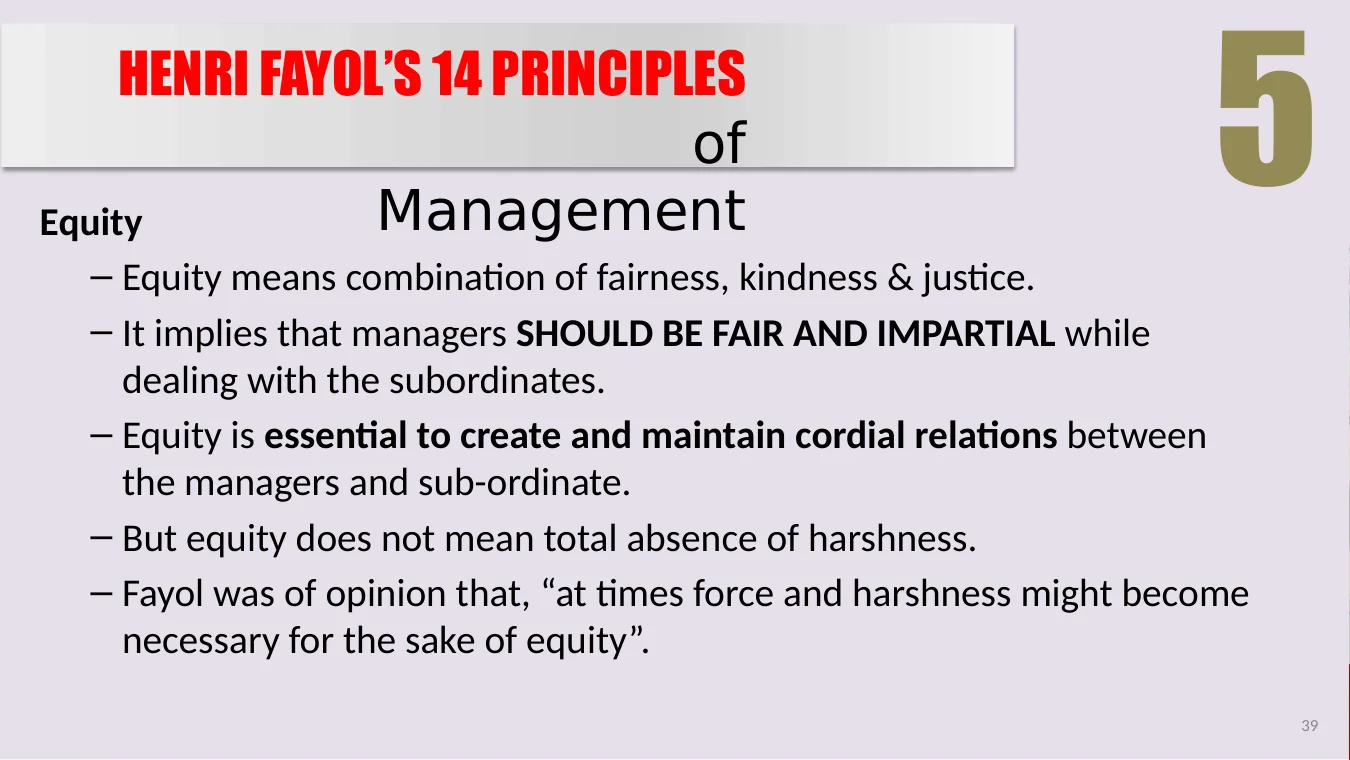 HENRI FAYOL’S 14 PRINCIPLES
of
Management
5
Equity
– Equity means combination of fairness, kindness & justice.
– It implies that managers SHOULD BE FAIR AND IMPARTIAL while
dealing with the subordinates.
– Equity is essential to create and maintain cordial relations between
the managers and sub-ordinate.
– But equity does not mean total absence of harshness.
– Fayol was of opinion that, “at times force and harshness might become
necessary for the sake of equity”.
39